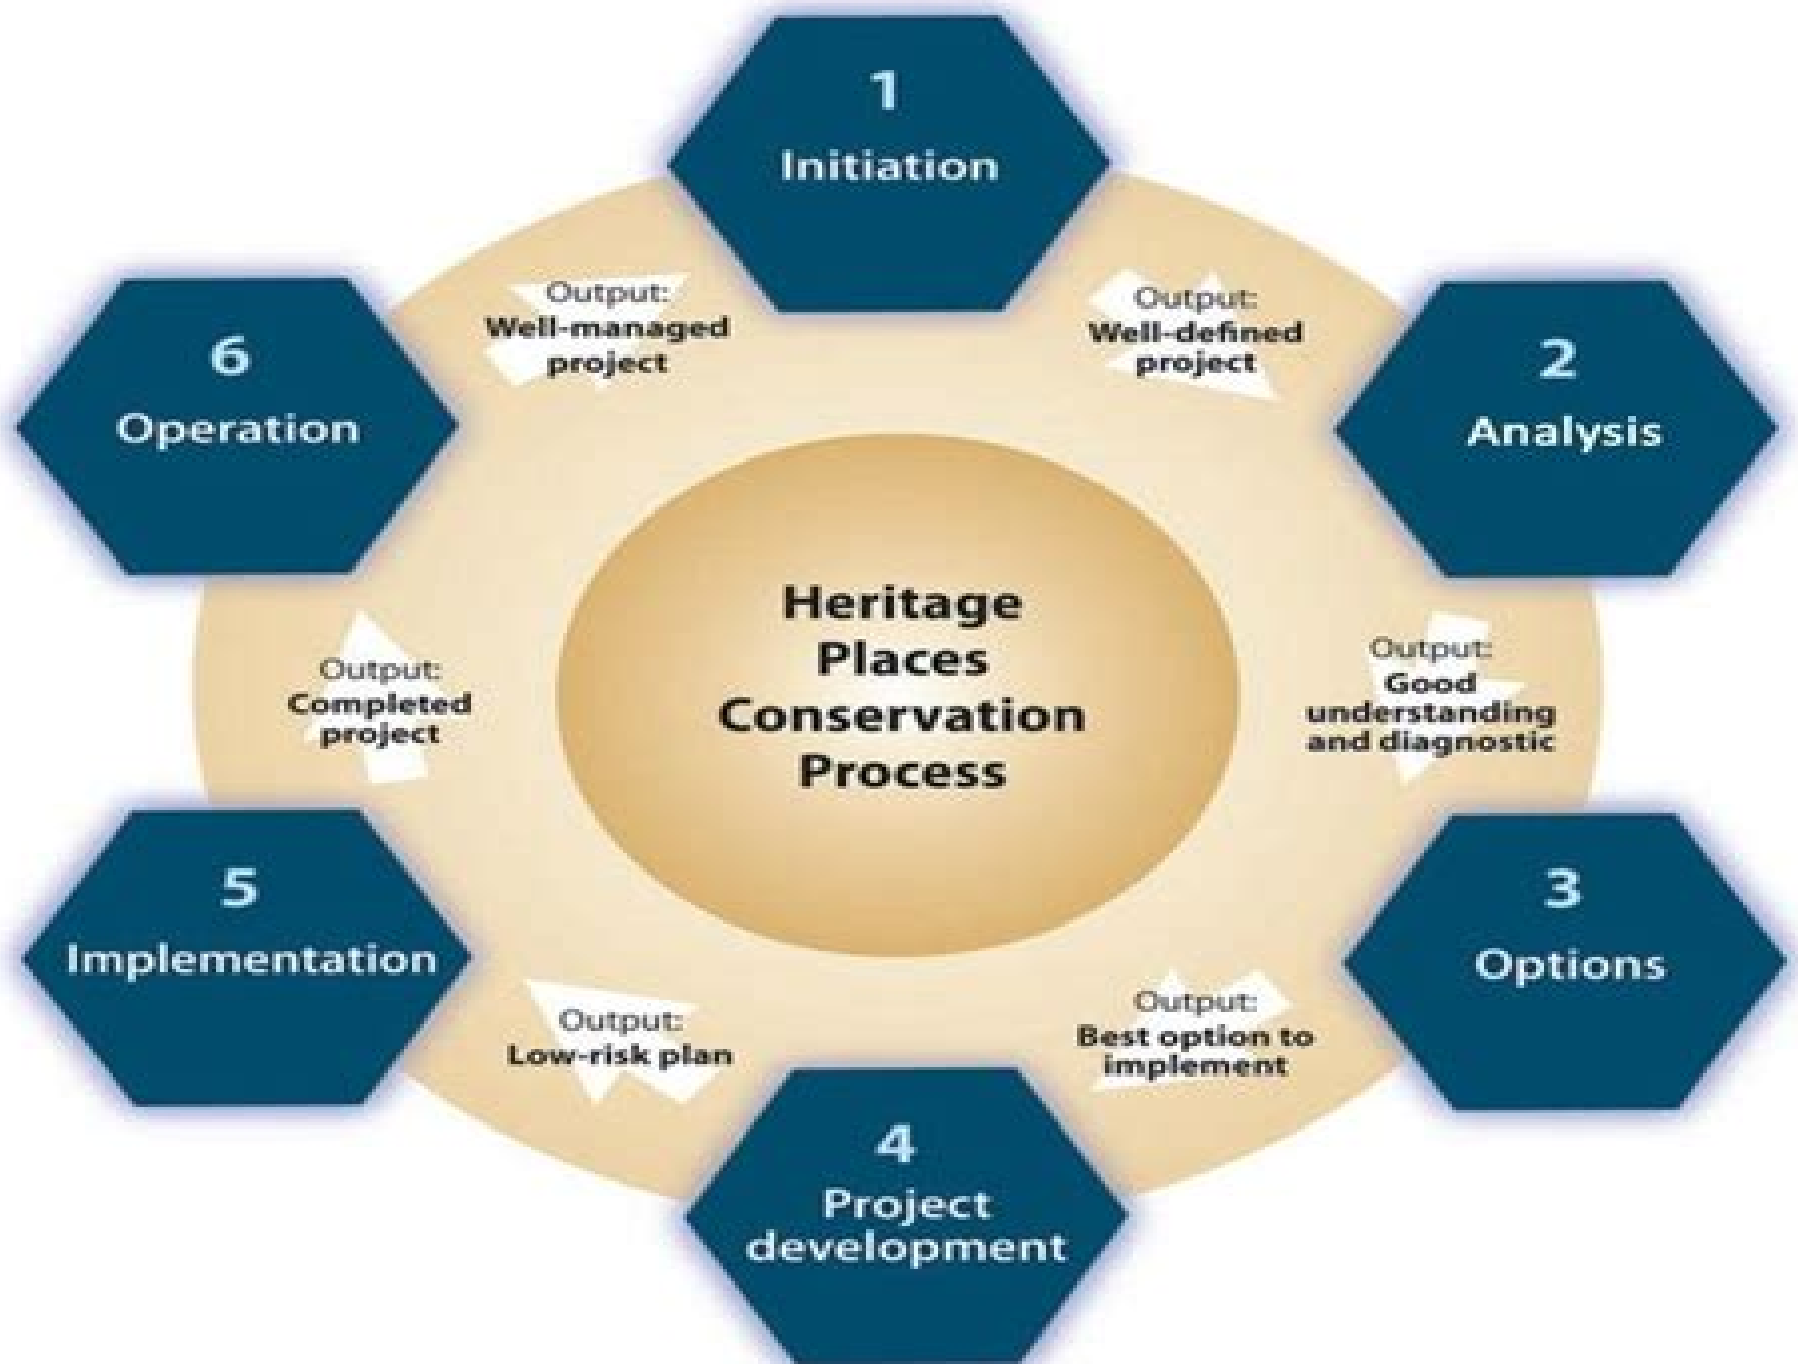 1
Initiation
Output:
Well-defined
project
2
Analysis
Output:
Good
understanding
and diagnostic
3
Options
Output:
Best option to
implement
4
Project
development
Output:
Low-risk plan
5
Implementation
Output:
Completed
project
6
Operation
Output:
Well-managed
project
Heritage
Places
Conservation
Process